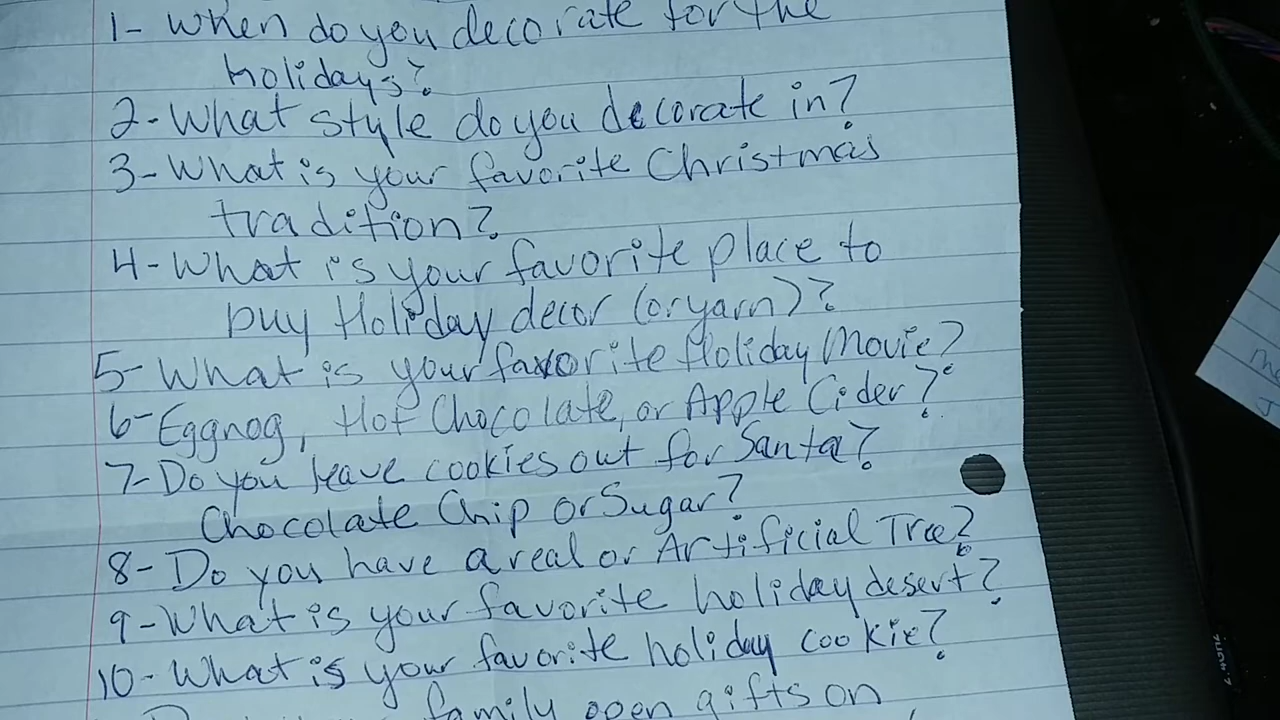 1- When do you decorate for the
holidays?
2- What style do you decorate in?
3- What is your favorite Christmas
tradition?
4- What is your favorite place to
buy Holiday decor (or yarn)?
5- What is your favorite Holiday Movie?
6- Eggnog, Hot Chocolate, or Apple Cider?
7- Do you leave cookies out for Santa?
Chocolate Chip or Sugar?
8- Do you have a real or Artificial Tree?
9- What is your favorite holiday desert?
10- What is your favorite holiday cookie?
family open gifts on